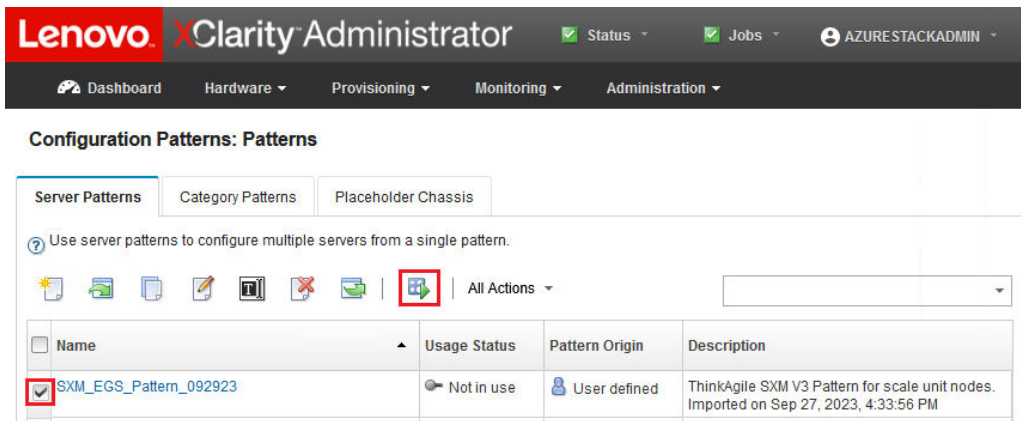 Lenovo. XClarity Administrator Status Jobs AZURESTACKADMIN
Dashboard Hardware Provisioning Monitoring Administration
Configuration Patterns: Patterns
Server Patterns Category Patterns Placeholder Chassis
? Use server patterns to configure multiple servers from a single pattern.
T All Actions
Name Usage Status Pattern Origin Description
SXM_EGS_Pattern_092923 Not in use User defined ThinkAgile SXM V3 Pattern for scale unit nodes.
Imported on Sep 27, 2023, 4:33:56 PM